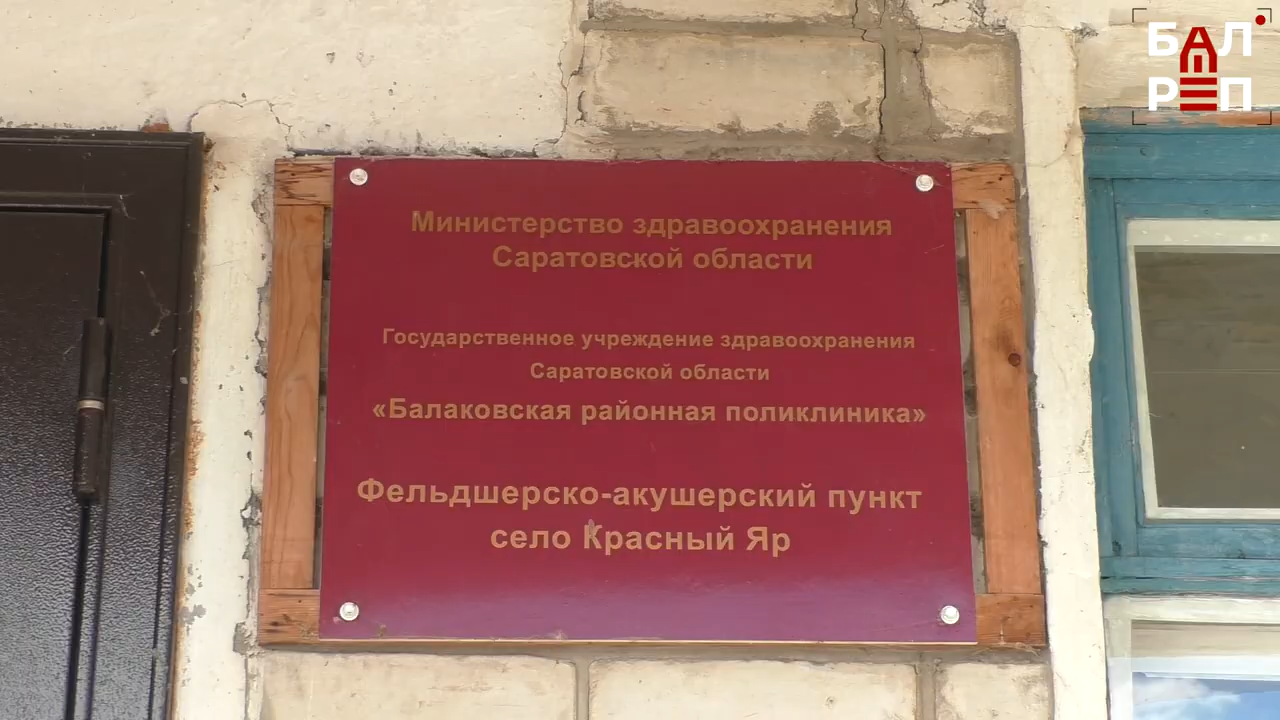 БАЛ
РЕП
Министерство здравоохранения
Саратовской области
Государственное учреждение здравоохранения
Саратовской области
«Балаковская районная поликлиника»
Фельдшерско-акушерский пункт
село Красный Яр